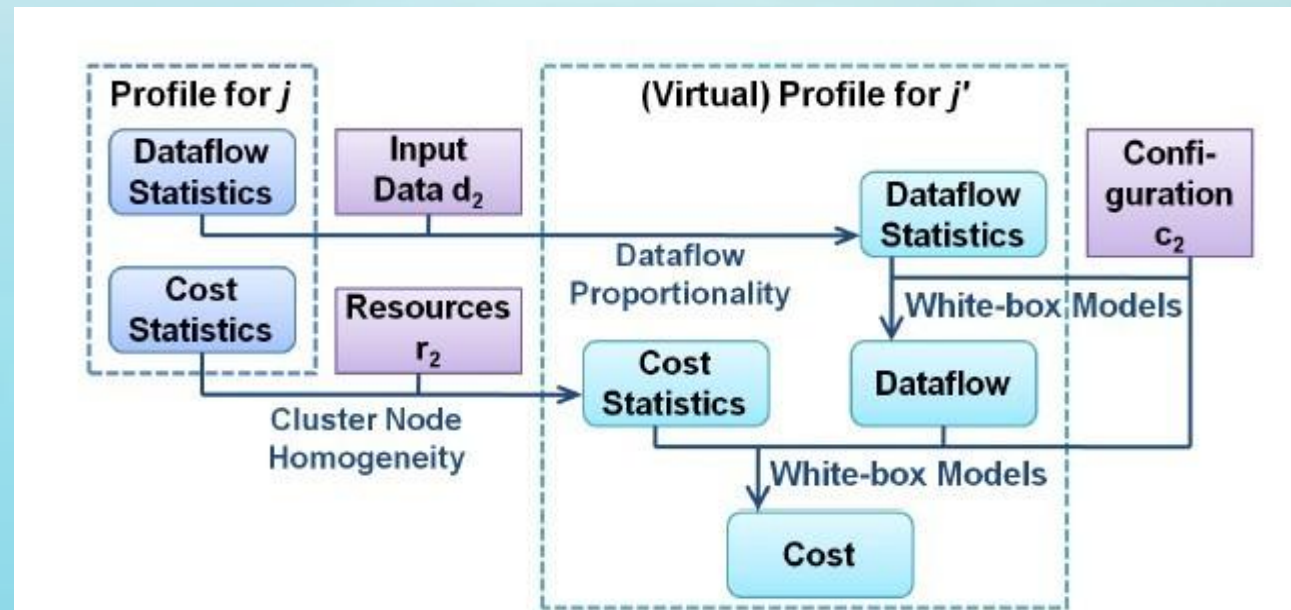 Profile for j
Dataflow
Statistics
Input
Data d₂
Cost
Statistics
Resources
r₂
Cluster Node
Homogeneity
Dataflow
Proportionality
(Virtual) Profile for j′
Dataflow
Statistics
Confi-
guration
c₂
White-box Models
Cost
Statistics
Dataflow
White-box Models
Cost